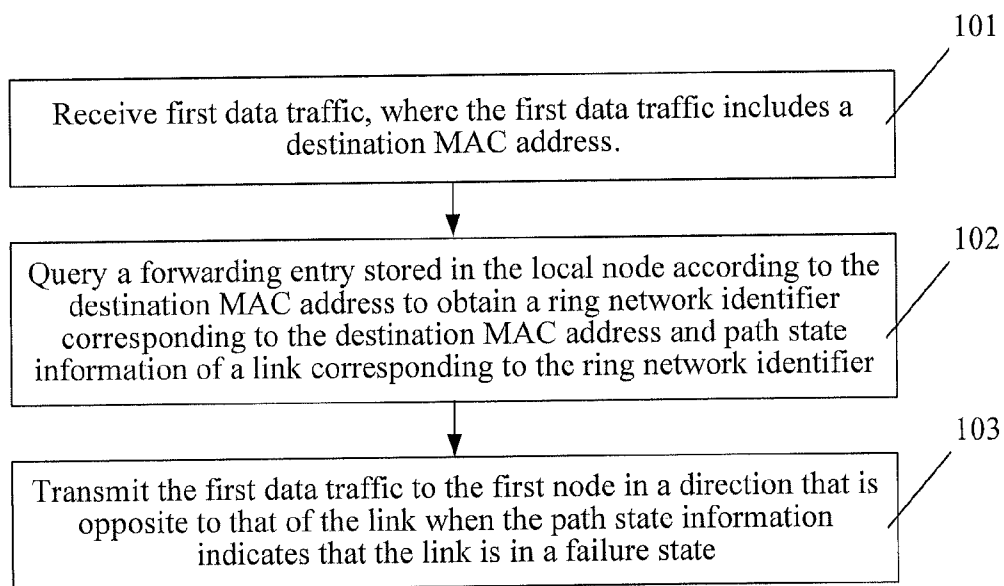 101
Receive first data traffic, where the first data traffic includes a
destination MAC address.
102
Query a forwarding entry stored in the local node according to the
destination MAC address to obtain a ring network identifier
corresponding to the destination MAC address and path state
information of a link corresponding to the ring network identifier
103
Transmit the first data traffic to the first node in a direction that is
opposite to that of the link when the path state information
indicates that the link is in a failure state